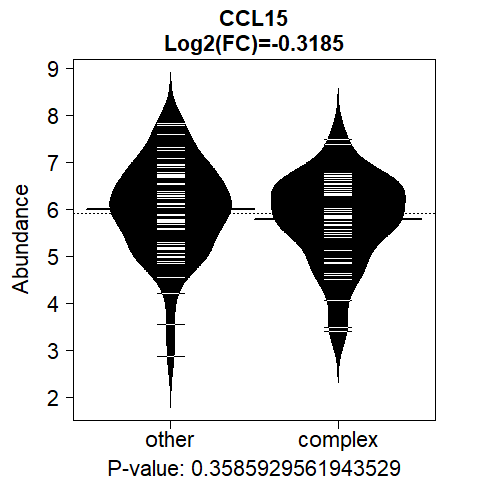 CCL15
Log2(FC)=-0.3185
Abundance
9
8
7
6
5
4
3
2
other complex
P-value: 0.3585929561943529